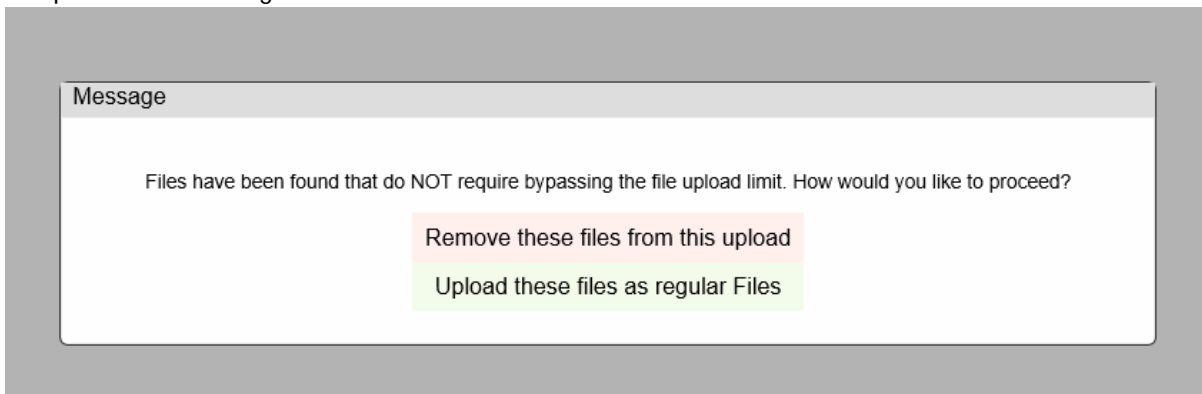 Message
Files have been found that do NOT require bypassing the file upload limit. How would you like to proceed?
Remove these files from this upload
Upload these files as regular Files